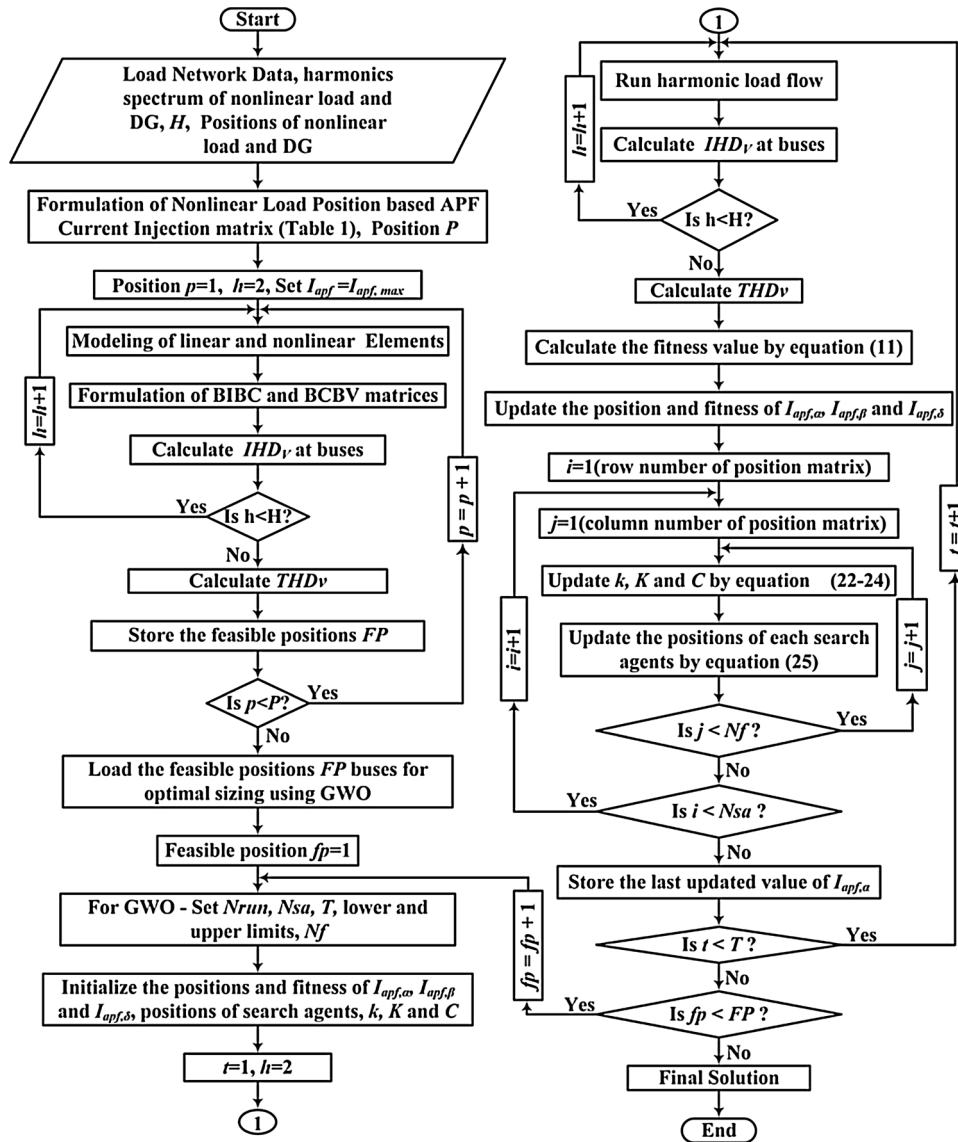 Start
Load Network Data, harmonics
spectrum of nonlinear load and
DG, H, Positions of nonlinear
load and DG
Formulation of Nonlinear Load Position based APF
Current Injection matrix (Table 1), Position P
Position p=1, h=2, Set Iapf =Iapf, max
Modeling of linear and nonlinear Elements
Formulation of BIBC and BCBV matrices
Calculate IHDV at buses
h=h+1
Yes
Is h<H?
No
Calculate THDv
Store the feasible positions FP
p = p + 1
Is p<P?
Yes
No
Load the feasible positions FP buses for
optimal sizing using GWO
Feasible position fp=1
For GWO - Set Nrun, Nsa, T, lower and
upper limits, Nf
Initialize the positions and fitness of Iapf,α, Iapf,β
and Iapf,δ, positions of search agents, k, K and C
t=1, h=2
1
1
Run harmonic load flow
Calculate IHDV at buses
h=h+1
Yes
Is h<H?
No
Calculate THDv
Calculate the fitness value by equation (11)
Update the position and fitness of Iapf,α, Iapf,β and Iapf,δ
i=1(row number of position matrix)
j=1(column number of position matrix)
Update k, K and C by equation (22-24)
Update the positions of each search
agents by equation (25)
i=i+1
j=j+1
t=t+1
Is j < Nf ?
Yes
No
Yes
Is i < Nsa ?
No
Store the last updated value of Iapf,α
Is t < T ?
Yes
No
fp = fp + 1
Yes
Is fp < FP ?
No
Final Solution
End